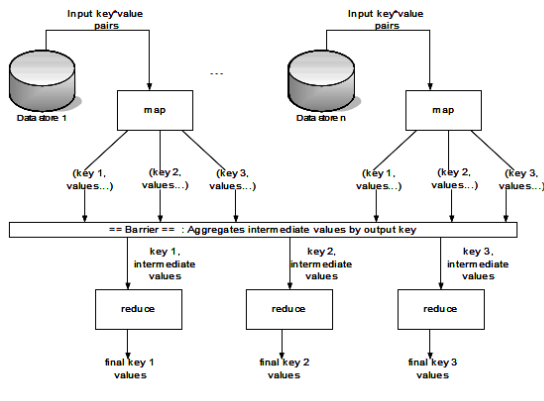 Input key*value
pairs
Input key*value
pairs
...
Data store 1
map
Data store n
map
(key 1,
values...)
(key 2,
values...)
(key 3,
values...)
(key 1,
values...)
(key 2,
values...)
(key 3,
values...)
== Barrier == : Aggregates intermediate values by output key
key 1,
intermediate
values
key 2,
intermediate
values
key 3,
intermediate
values
reduce
reduce
reduce
final key 1
values
final key 2
values
final key 3
values